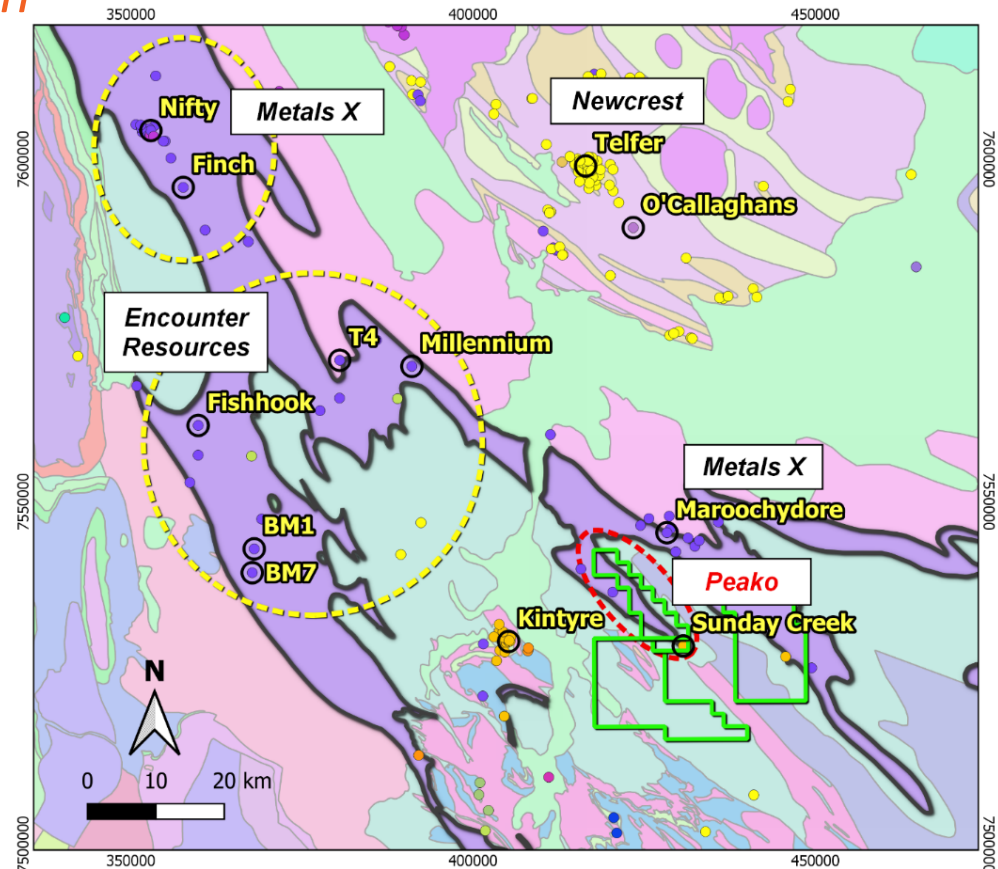 350000
400000
450000
Nifty
Metals X
Newcrest
Telfer
Finch
7600000
7600000
O'Callaghans
Encounter
Resources
T4
Millennium
Fishhook
Metals X
7550000
7550000
Maroochydore
BM1
BM7
Peako
Kintyre
Sunday Creek
N
0 10 20 km
7500000
7500000
350000
400000
450000